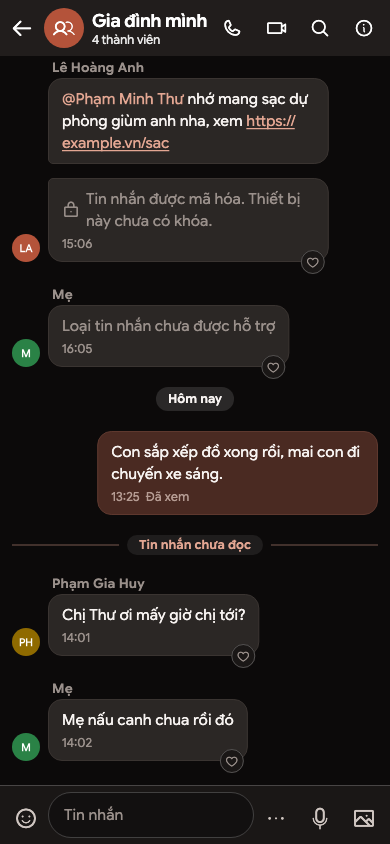 Gia đình mình
4 thành viên
Lê Hoàng Anh
@Phạm Minh Thư nhớ mang sạc dự
phòng giùm anh nha, xem https://
example.vn/sac
Tin nhắn được mã hóa. Thiết bị
này chưa có khóa.
15:06
LA
Mẹ
Loại tin nhắn chưa được hỗ trợ
16:05
M
Hôm nay
Con sắp xếp đồ xong rồi, mai con đi
chuyến xe sáng.
13:25 Đã xem
Tin nhắn chưa đọc
Phạm Gia Huy
Chị Thư ơi mấy giờ chị tới?
14:01
PH
Mẹ
Mẹ nấu canh chua rồi đó
14:02
M
Tin nhắn